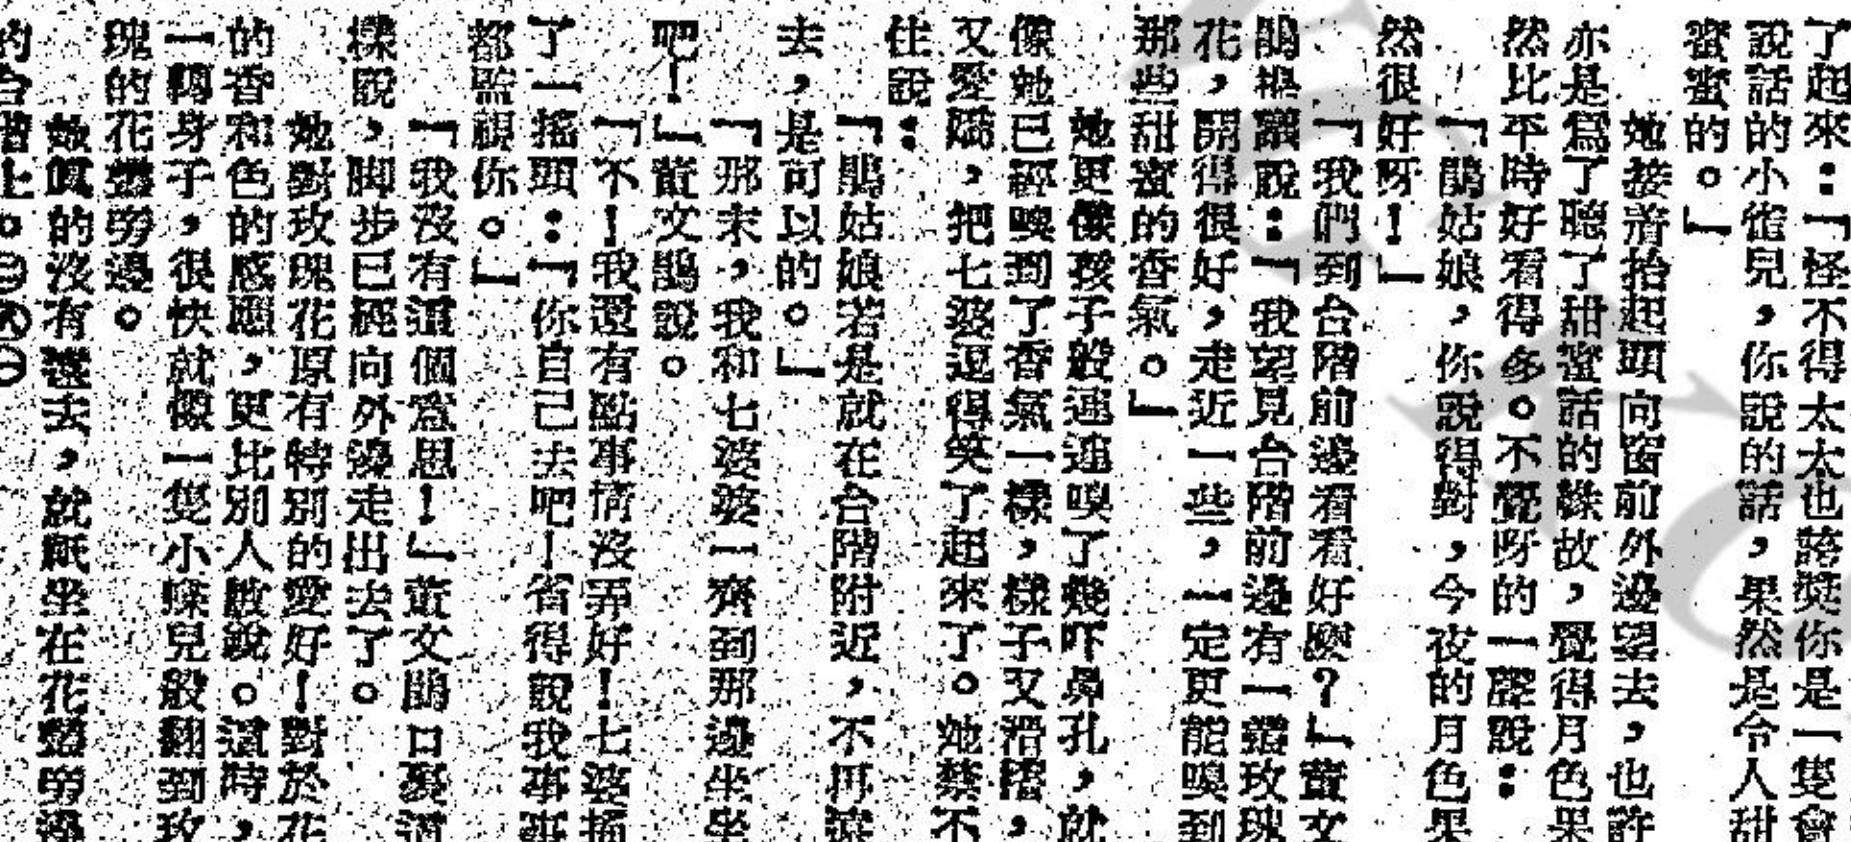 了起來：「怪不得太太也誇獎你是一隻會
說話的小雀兒，你說的話，果然是令人甜
蜜蜜的。」
她接着抬起頭向窗前外邊望去，也許
亦是爲了聽了甜蜜話的緣故，覺得月色果
然比平時好看得多。不覺呀的一聲說：
「鵑姑娘，你說得對，今夜的月色果
然很好呀！」
「我們到台階前邊看看好麼？」董文
鵑提議說：「我望見台階前邊有一叢玫瑰
花，開得很好，走近一些，一定更能嗅到
那些甜蜜的香氣。」
她更像孩子般連連嗅了幾吓鼻孔，就
像她已經嗅到了香氣一樣，樣子又滑稽，
又愛嬌，把七婆逗得笑了起來了。她禁不
住說：
「鵑姑娘若是就在台階附近，不再遠
去，是可以的。」
「那末，我和七婆婆一齊到那邊坐坐
吧！」董文鵑說。
「不！我還有點事情沒弄好！七婆搖
了一搖頭：「你自己去吧！省得說我事事
都監視你。」
「我沒有這個意思！」董文鵑口裏這
樣說，脚步已經向外邊走出去了。
她對玫瑰花原有特別的愛好！對於花
的香和色的感應，更比別人敏銳。這時，
一轉身子，很快就像一隻小蝶兒般翻到玫
瑰的花叢旁邊。
她眞的沒有遠去，就祇坐在花叢旁邊
的台階上。㊀㊅㊀